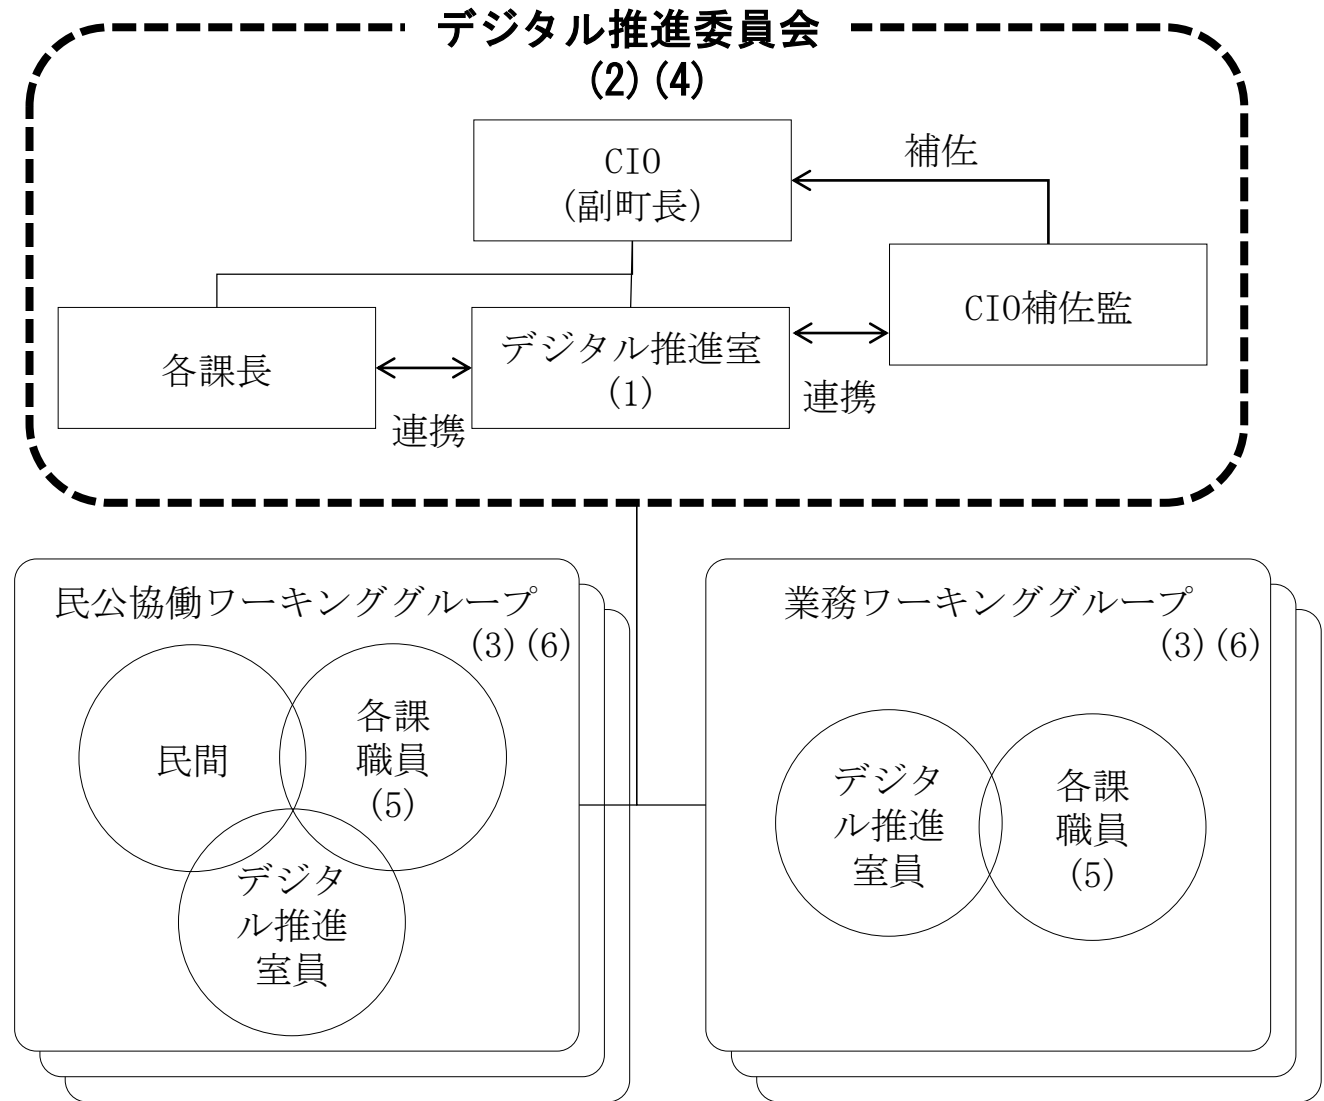 デジタル推進委員会
(2)(4)
CIO
(副町長)
補佐
CIO補佐監
各課長
デジタル推進室
(1)
連携
連携
民公協働ワーキンググループ
(3)(6)
民間
各課
職員
(5)
デジタ
ル推進
室員
業務ワーキンググループ
(3)(6)
デジタ
ル推進
室員
各課
職員
(5)